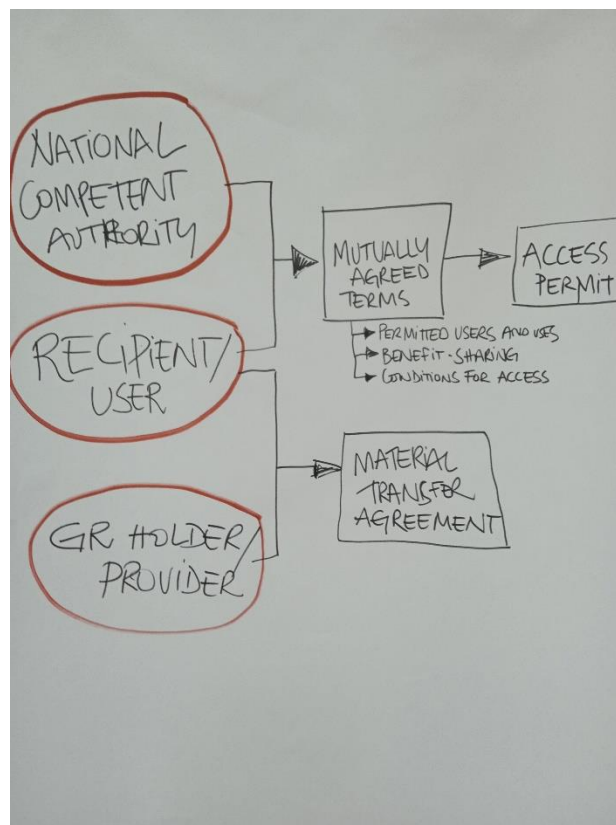 NATIONAL
COMPETENT
AUTHORITY
RECIPIENT/
USER
GR HOLDER/
PROVIDER
MUTUALLY
AGREED
TERMS
PERMITTED USERS AND USES
BENEFIT-SHARING
CONDITIONS FOR ACCESS
ACCESS
PERMIT
MATERIAL
TRANSFER
AGREEMENT